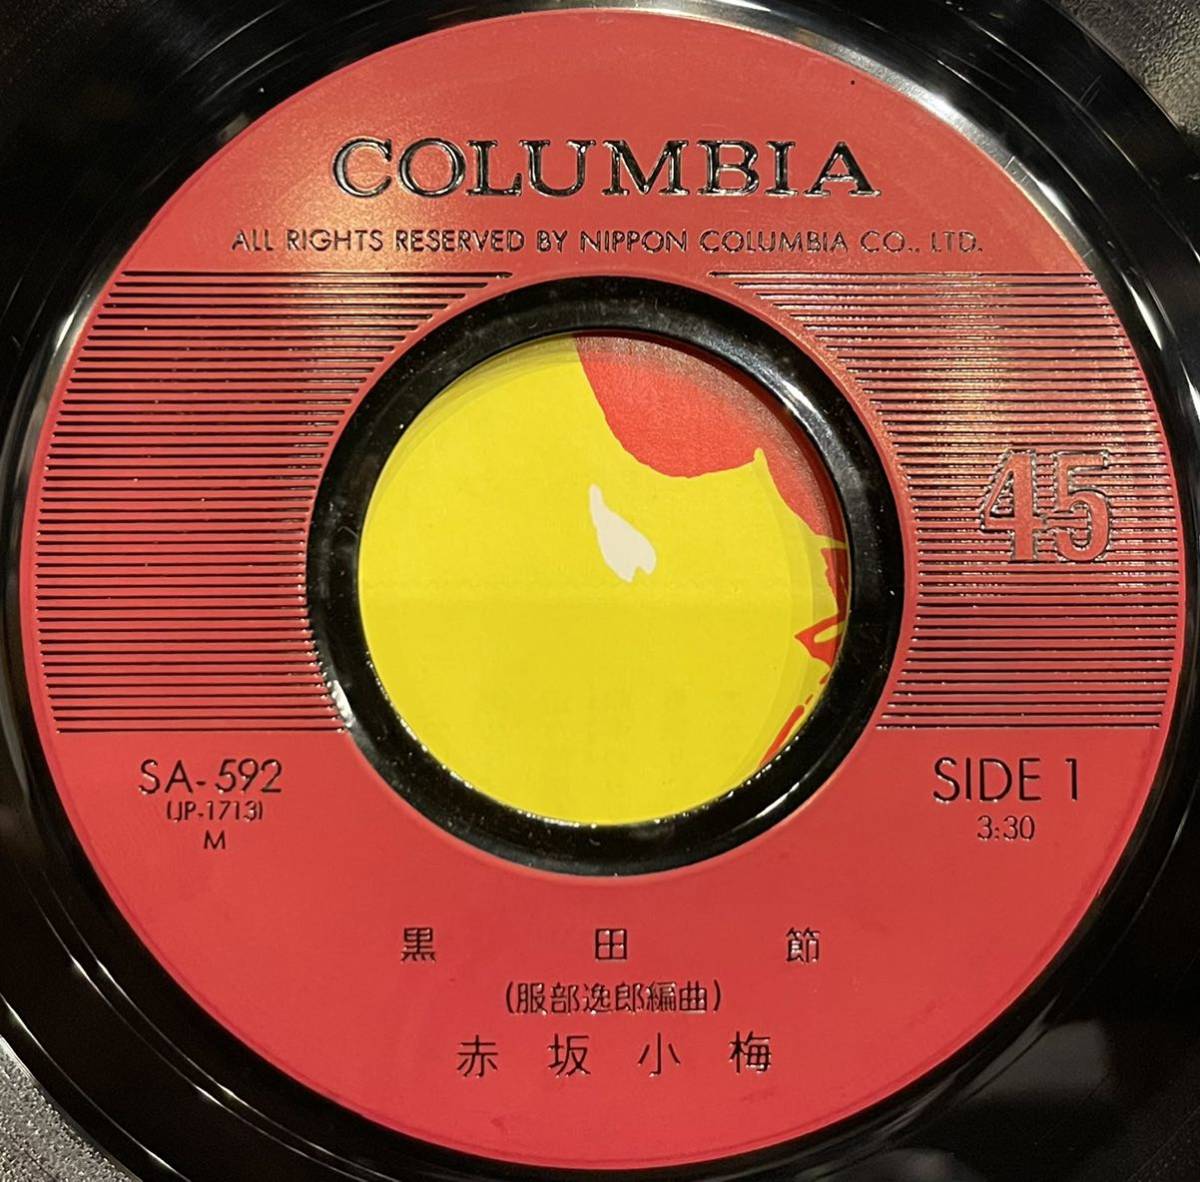 COLUMBIA
ALL RIGHTS RESERVED BY NIPPON COLUMBIA CO., LTD.
45
SA-592
(JP-1713)
M
SIDE 1
3:30
黒田節
(服部逸郎編曲)
赤坂小梅